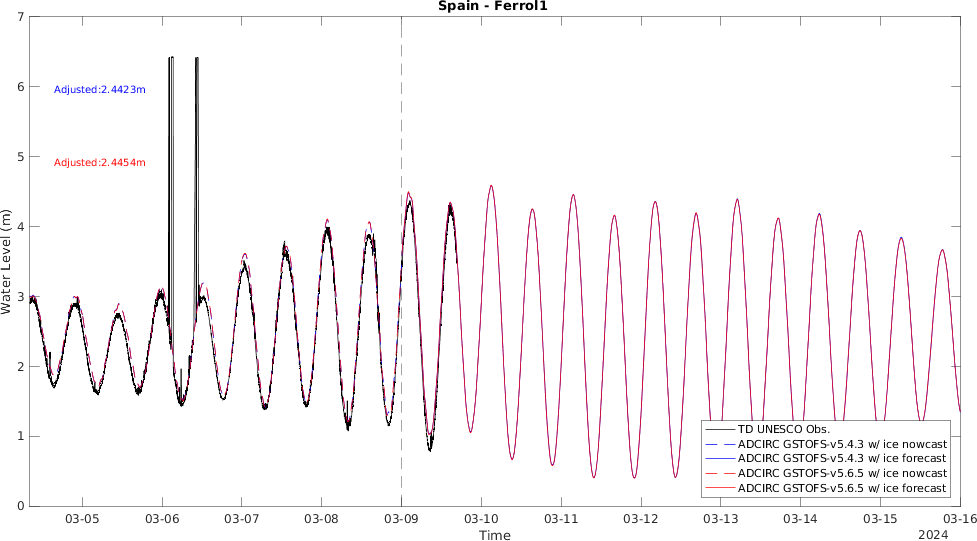 Spain - Ferrol1
7
6
5
4
3
2
1
0
Water Level (m)
Adjusted:2.4423m
Adjusted:2.4454m
TD UNESCO Obs.
ADCIRC GSTOFS-v5.4.3 w/ ice nowcast
ADCIRC GSTOFS-v5.4.3 w/ ice forecast
ADCIRC GSTOFS-v5.6.5 w/ ice nowcast
ADCIRC GSTOFS-v5.6.5 w/ ice forecast
03-05 03-06 03-07 03-08 03-09 03-10 03-11 03-12 03-13 03-14 03-15 03-16
Time
2024